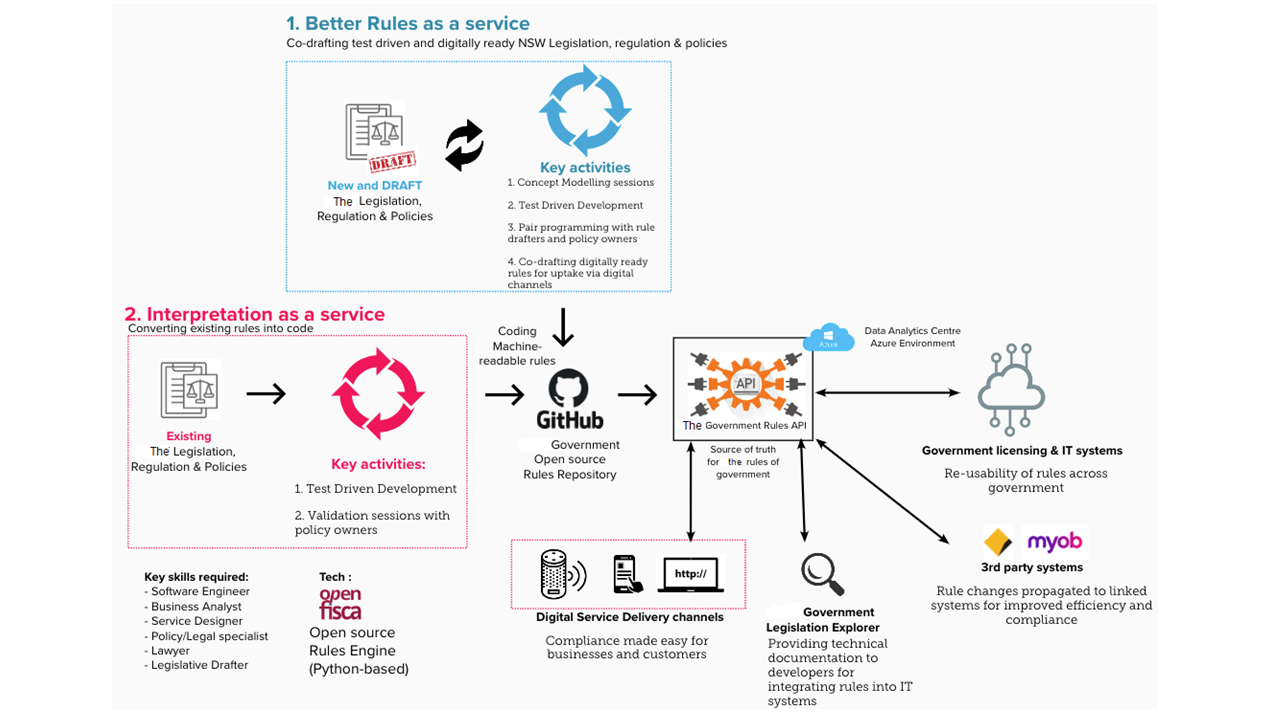 1. Better Rules as a service
Co-drafting test driven and digitally ready NSW Legislation, regulation & policies
DRAFT
New and DRAFT
The Legislation,
Regulation & Policies
Key activities
1. Concept Modelling sessions
2. Test Driven Development
3. Pair programming with rule
drafters and policy owners
4. Co-drafting digitally ready
rules for uptake via digital
channels
2. Interpretation as a service
Converting existing rules into code
Existing
The Legislation,
Regulation & Policies
Key activities:
1. Test Driven Development
2. Validation sessions with
policy owners
Coding
Machine-
readable rules
GitHub
Government
Open source
Rules Repository
API
The Government Rules API
Azure
Data Analytics Centre
Azure Environment
Source of truth
for the rules of
government
Government licensing & IT systems
Re-usability of rules across
government
myob
3rd party systems
Rule changes propagated to linked
systems for improved efficiency and
compliance
http://
Digital Service Delivery channels
Compliance made easy for
businesses and customers
Government
Legislation Explorer
Providing technical
documentation to
developers for
integrating rules into IT
systems
Key skills required:
- Software Engineer
- Business Analyst
- Service Designer
- Policy/Legal specialist
- Lawyer
- Legislative Drafter
Tech :
open
fisca
Open source
Rules Engine
(Python-based)